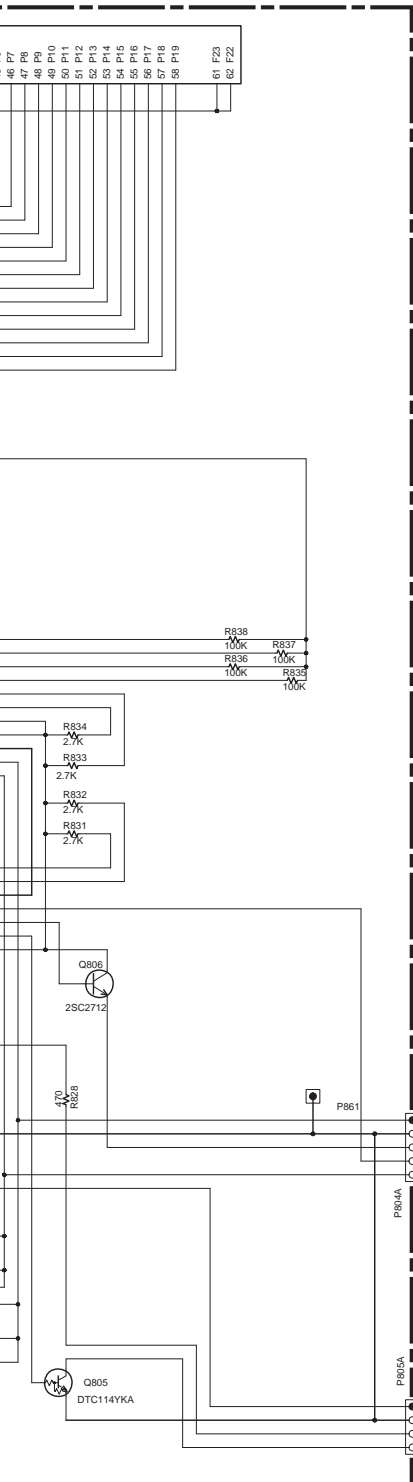 46 P7
47 P8
48 P9
49 P10
50 P11
51 P12
52 P13
53 P14
54 P15
55 P16
56 P17
57 P18
58 P19
61 F23
62 F22
R838
100K
R837
100K
R836
100K
R835
100K
R834
2.7K
R833
2.7K
R832
2.7K
R831
2.7K
Q806
2SC2712
470
R828
P861
P804A
P805A
Q805
DTC114YKA